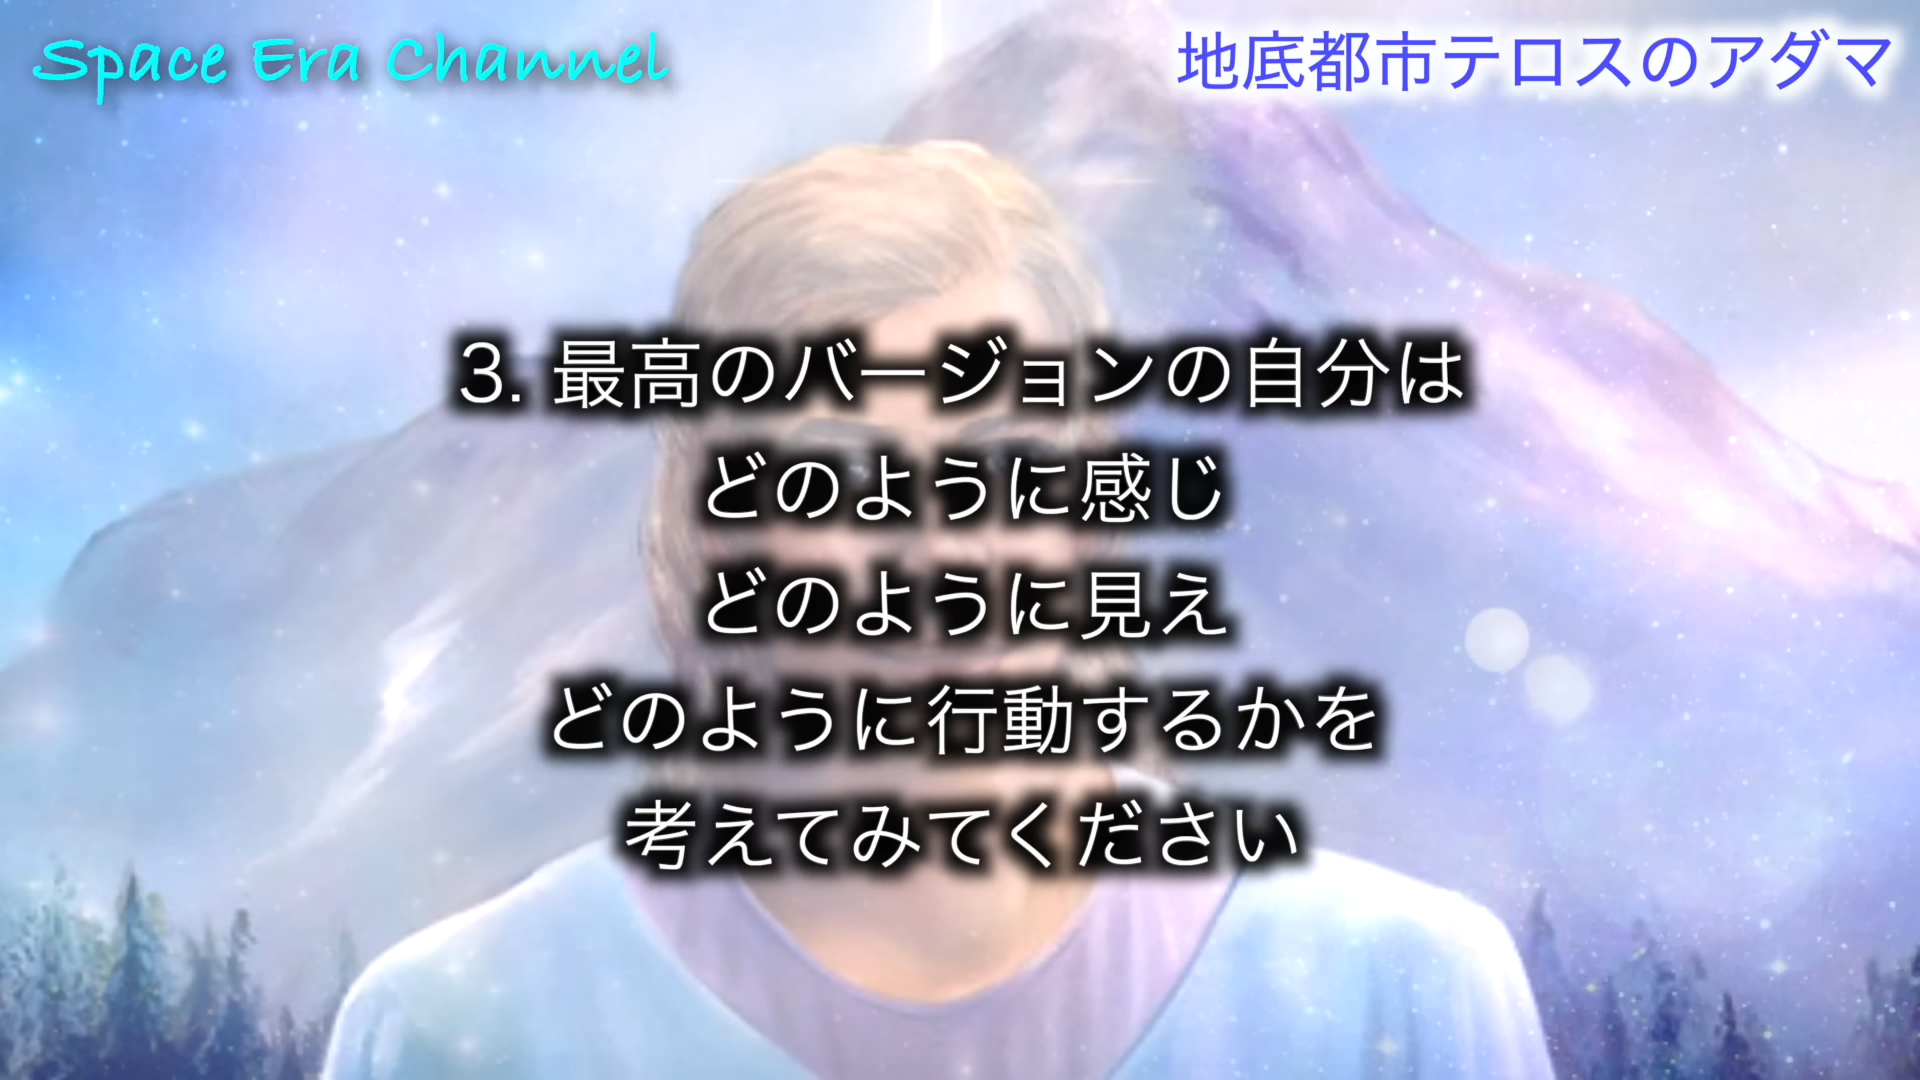 Space Era Channel
地底都市テロスのアダマ
3. 最高のバージョンの自分は
どのように感じ
どのように見え
どのように行動するかを
考えてみてください